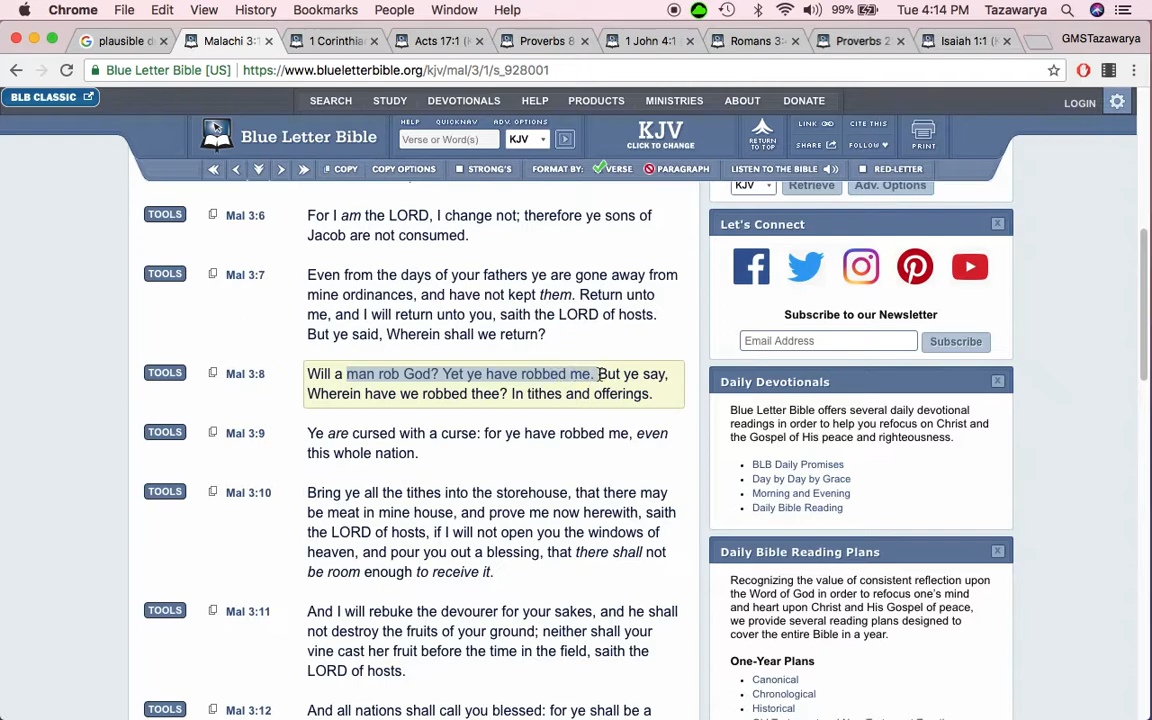 Chrome File Edit View History Bookmarks People Window Help 99% Tue 4:14 PM Tazawarya
plausible d Malachi 3:1 1 Corinthia Acts 17:1 (K Proverbs 8 1 John 4:1 Romans 3: Proverbs 2 Isaiah 1:1 (K GMSTazawarya
Blue Letter Bible [US] https://www.blueletterbible.org/kjv/mal/3/1/s_928001
BLB CLASSIC SEARCH STUDY DEVOTIONALS HELP PRODUCTS MINISTRIES ABOUT DONATE LOGIN
HELP QUICKNAV ADV. OPTIONS
Blue Letter Bible Verse or Word(s) KJV KJV CLICK TO CHANGE RETURN TO TOP LINK CITE THIS SHARE FOLLOW PRINT
COPY COPY OPTIONS STRONG'S FORMAT BY: VERSE PARAGRAPH LISTEN TO THE BIBLE RED-LETTER
KJV Retrieve Adv. Options
TOOLS Mal 3:6 For I am the LORD, I change not; therefore ye sons of
Jacob are not consumed.
TOOLS Mal 3:7 Even from the days of your fathers ye are gone away from
mine ordinances, and have not kept them. Return unto
me, and I will return unto you, saith the LORD of hosts.
But ye said, Wherein shall we return?
TOOLS Mal 3:8 Will a man rob God? Yet ye have robbed me. But ye say,
Wherein have we robbed thee? In tithes and offerings.
TOOLS Mal 3:9 Ye are cursed with a curse: for ye have robbed me, even
this whole nation.
TOOLS Mal 3:10 Bring ye all the tithes into the storehouse, that there may
be meat in mine house, and prove me now herewith, saith
the LORD of hosts, if I will not open you the windows of
heaven, and pour you out a blessing, that there shall not
be room enough to receive it.
TOOLS Mal 3:11 And I will rebuke the devourer for your sakes, and he shall
not destroy the fruits of your ground; neither shall your
vine cast her fruit before the time in the field, saith the
LORD of hosts.
TOOLS Mal 3:12 And all nations shall call you blessed: for ye shall be a
Let's Connect
Subscribe to our Newsletter
Email Address Subscribe
Daily Devotionals
Blue Letter Bible offers several daily devotional
readings in order to help you refocus on Christ and
the Gospel of His peace and righteousness.
BLB Daily Promises
Day by Day by Grace
Morning and Evening
Daily Bible Reading
Daily Bible Reading Plans
Recognizing the value of consistent reflection upon
the Word of God in order to refocus one's mind
and heart upon Christ and His Gospel of peace,
we provide several reading plans designed to
cover the entire Bible in a year.
One-Year Plans
Canonical
Chronological
Historical